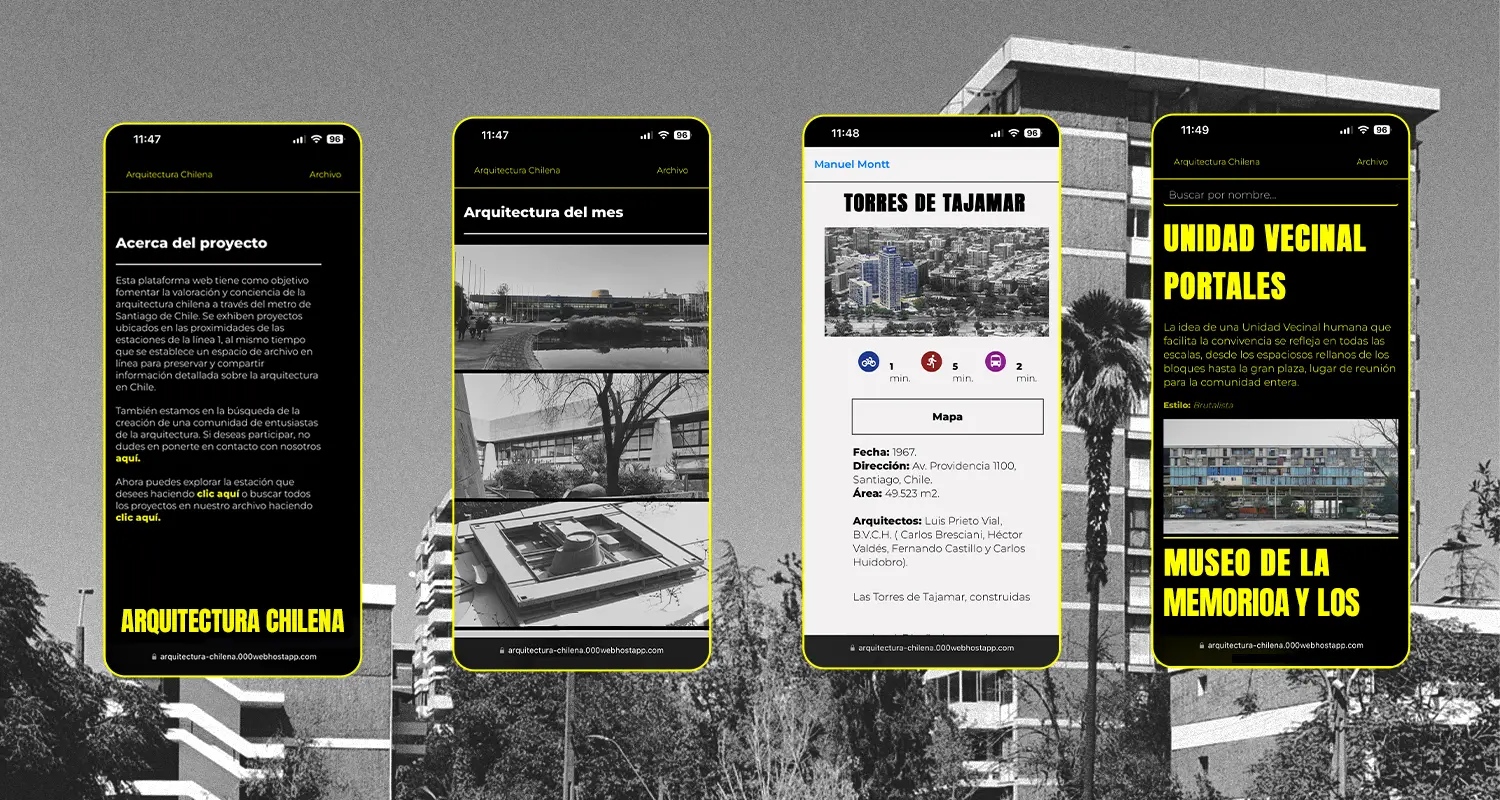 11:47
96
Arquitectura Chilena
Archivo
Acerca del proyecto
Esta plataforma web tiene como objetivo
fomentar la valoración y conciencia de la
arquitectura chilena a través del metro de
Santiago de Chile. Se exhiben proyectos
ubicados en las proximidades de las
estaciones de la línea 1, al mismo tiempo
que se establece un espacio de archivo en
línea para preservar y compartir
información detallada sobre la arquitectura
en Chile.
También estamos en la búsqueda de la
creación de una comunidad de entusiastas
de la arquitectura. Si deseas participar, no
dudes en ponerte en contacto con nosotros
aquí.
Ahora puedes explorar la estación que
desees haciendo clic aquí o buscar todos
los proyectos en nuestro archivo haciendo
clic aquí.
ARQUITECTURA CHILENA
arquitectura-chilena.000webhostapp.com
11:47
96
Arquitectura Chilena
Archivo
Arquitectura del mes
arquitectura-chilena.000webhostapp.com
11:48
96
Manuel Montt
TORRES DE TAJAMAR
1
min.
5
min.
2
min.
Mapa
Fecha: 1967.
Dirección: Av. Providencia 1100,
Santiago, Chile.
Área: 49.523 m2.
Arquitectos: Luis Prieto Vial,
B.V.C.H. ( Carlos Bresciani, Héctor
Valdés, Fernando Castillo y Carlos
Huidobro).
Las Torres de Tajamar, construidas
arquitectura-chilena.000webhostapp.com
11:49
96
Arquitectura Chilena
Archivo
Buscar por nombre...
UNIDAD VECINAL
PORTALES
La idea de una Unidad Vecinal humana que
facilita la convivencia se refleja en todas las
escalas, desde los espaciosos rellanos de los
bloques hasta la gran plaza, lugar de reunión
para la comunidad entera.
Estilo: Brutalista
MUSEO DE LA
MEMORIOA Y LOS
arquitectura-chilena.000webhostapp.com